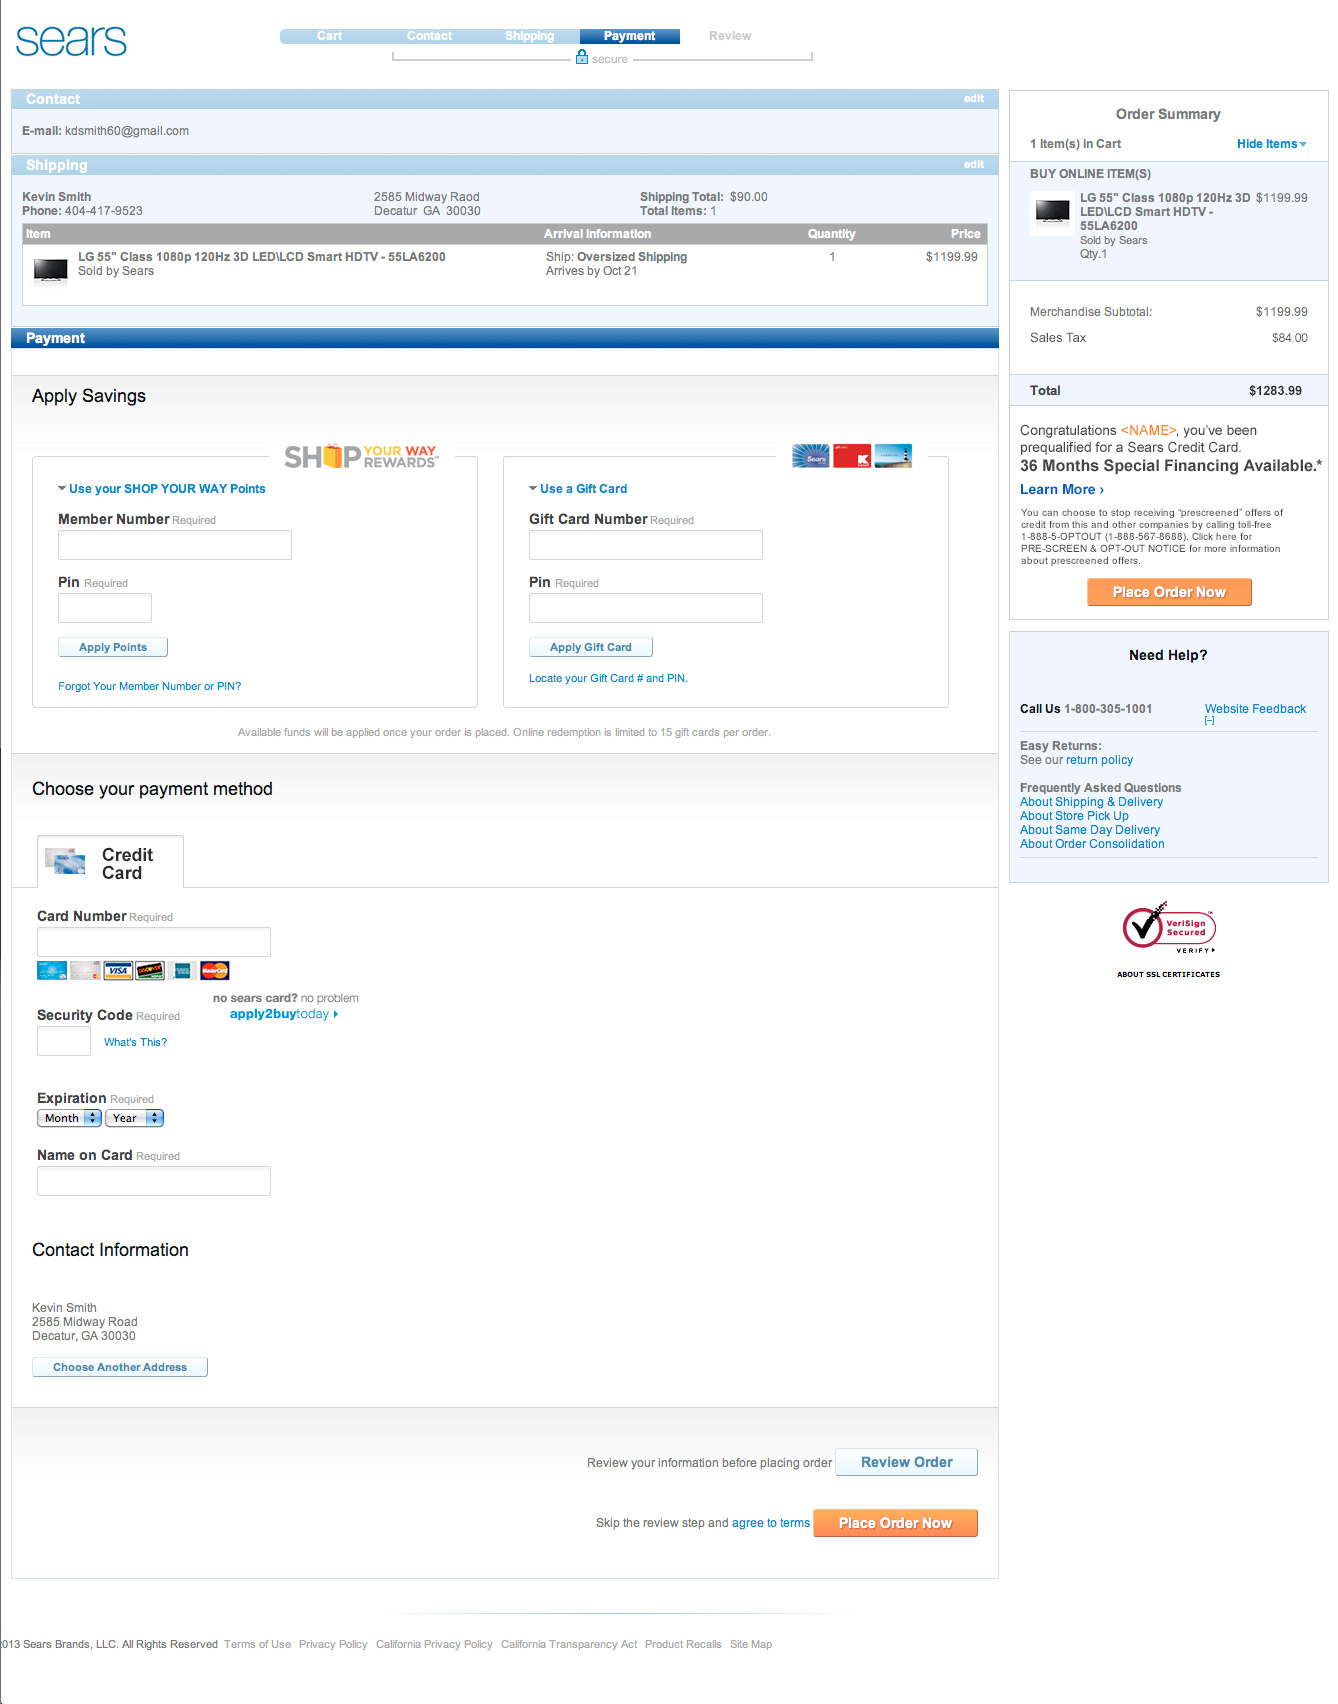 sears
Cart Contact Shipping Payment Review
secure
Contact edit
E-mail: kdsmith60@gmail.com
Shipping edit
Kevin Smith 2585 Midway Raod Shipping Total: $90.00
Phone: 404-417-9523 Decatur GA 30030 Total Items: 1
Item Arrival Information Quantity Price
LG 55" Class 1080p 120Hz 3D LED\LCD Smart HDTV - 55LA6200 Ship: Oversized Shipping 1 $1199.99
Sold by Sears Arrives by Oct 21
Payment
Apply Savings
SHOP YOUR WAY REWARDS℠
Use your SHOP YOUR WAY Points
Member Number Required
Pin Required
Apply Points
Forgot Your Member Number or PIN?
Use a Gift Card
Gift Card Number Required
Pin Required
Apply Gift Card
Locate your Gift Card # and PIN.
Available funds will be applied once your order is placed. Online redemption is limited to 15 gift cards per order.
Choose your payment method
Credit
Card
Card Number Required
VISA DISCOVER MasterCard
no sears card? no problem
apply2buytoday
Security Code Required
What's This?
Expiration Required
Month Year
Name on Card Required
Contact Information
Kevin Smith
2585 Midway Road
Decatur, GA 30030
Choose Another Address
Review your information before placing order Review Order
Skip the review step and agree to terms Place Order Now
Order Summary
1 Item(s) in Cart Hide Items
BUY ONLINE ITEM(S)
LG 55" Class 1080p 120Hz 3D $1199.99
LED\LCD Smart HDTV -
55LA6200
Sold by Sears
Qty.1
Merchandise Subtotal: $1199.99
Sales Tax $84.00
Total $1283.99
Congratulations <NAME>, you've been
prequalified for a Sears Credit Card.
36 Months Special Financing Available.*
Learn More ›
You can choose to stop receiving “prescreened” offers of
credit from this and other companies by calling toll-free
1-888-5-OPTOUT (1-888-567-8688). Click here for
PRE-SCREEN & OPT-OUT NOTICE for more information
about prescreened offers.
Place Order Now
Need Help?
Call Us 1-800-305-1001 Website Feedback
[–]
Easy Returns:
See our return policy
Frequently Asked Questions
About Shipping & Delivery
About Store Pick Up
About Same Day Delivery
About Order Consolidation
VeriSign™
Secured
VERIFY
ABOUT SSL CERTIFICATES
013 Sears Brands, LLC. All Rights Reserved Terms of Use Privacy Policy California Privacy Policy California Transparency Act Product Recalls Site Map